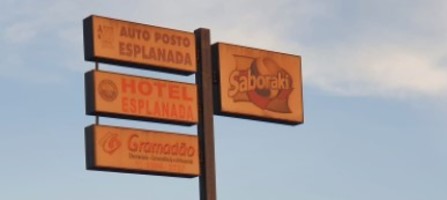 AUTO POSTO
ESPLANADA
HOTEL
ESPLANADA
Gramadão
Saboraki